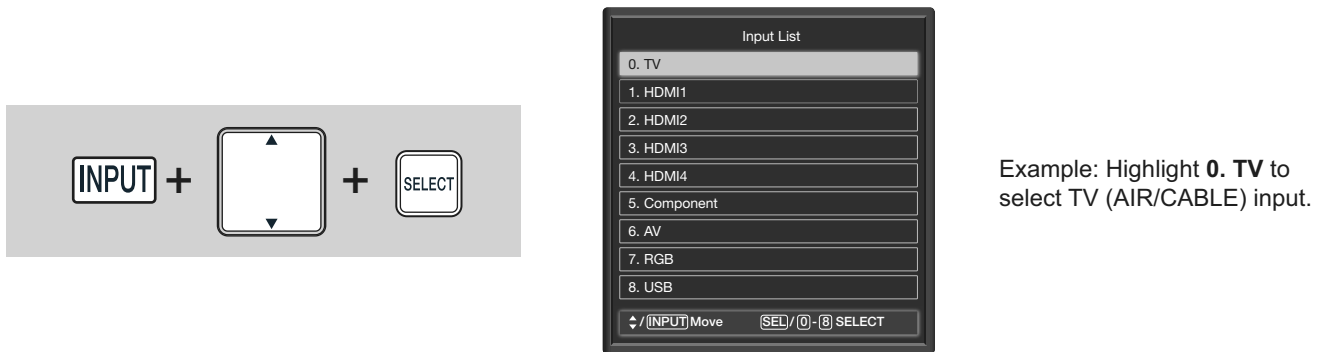 INPUT + ▲ ▼ + SELECT
Input List
0. TV
1. HDMI1
2. HDMI2
3. HDMI3
4. HDMI4
5. Component
6. AV
7. RGB
8. USB
/ INPUT Move SEL / 0 - 8 SELECT
Example: Highlight 0. TV to
select TV (AIR/CABLE) input.